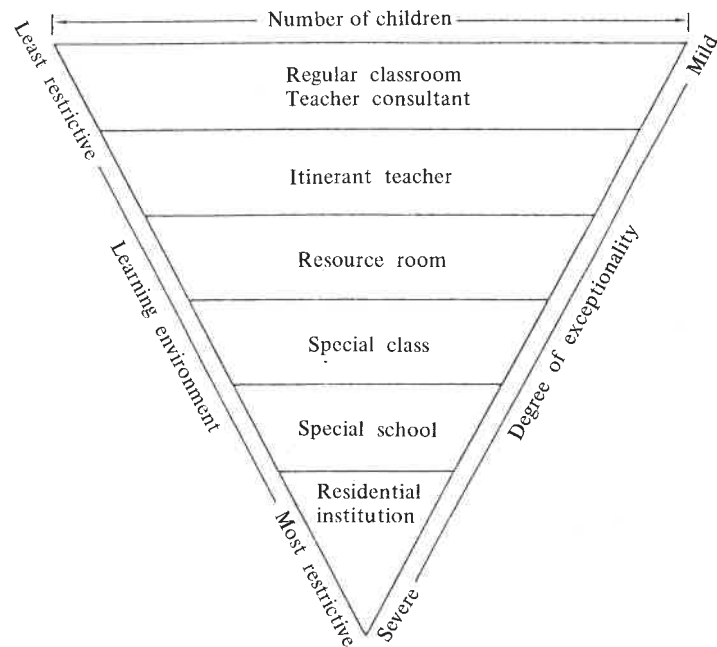 Number of children
Least restrictive
Mild
Regular classroom
Teacher consultant
Itinerant teacher
Resource room
Learning environment
Degree of exceptionality
Special class
Special school
Residential
institution
Most restrictive
Severe